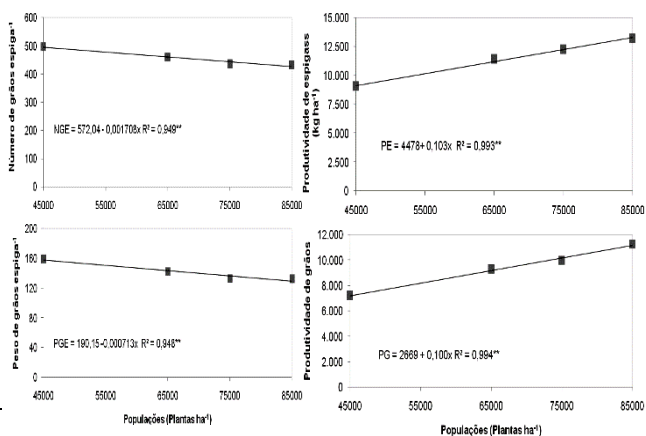 Número de grãos espiga⁻¹
600
500
400
300
200
100
0
NGE = 572,04 - 0,001708x R² = 0,949**
45000 55000 65000 75000 85000
Produtividade de espigass
(kg ha⁻¹)
15.000
12.500
10.000
7.500
5.000
2.500
0
PE = 4478+ 0,103x R² = 0,993**
45000 55000 65000 75000 85000
Peso de grãos espiga⁻¹
200
160
120
80
40
0
PGE = 190,15-0,000713x R² = 0,948**
45000 55000 65000 75000 85000
Populações (Plantas ha⁻¹)
Produtividade de grãos
12.000
10.000
8.000
6.000
4.000
2.000
0
PG = 2669 + 0,100x R² = 0,994**
45000 55000 65000 75000 85000
Populações (Plantas ha⁻¹)